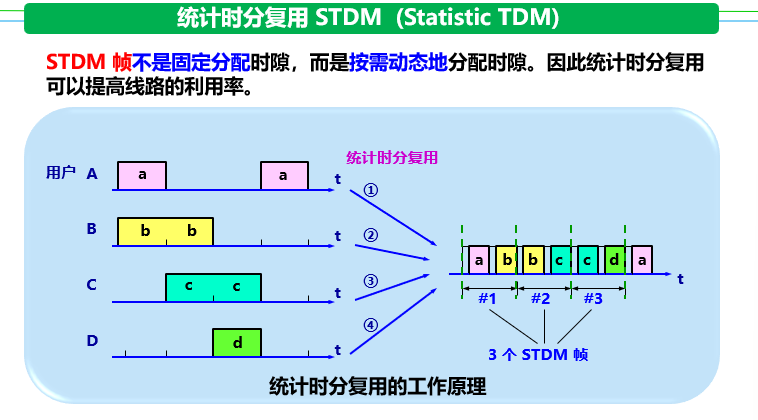 统计时分复用 STDM（Statistic TDM）
STDM 帧不是固定分配时隙，而是按需动态地分配时隙。因此统计时分复用
可以提高线路的利用率。
统计时分复用
用户 A a a t ①
B b b t ②
a b b c c d a
C c c t ③
t
#1 #2 #3
D d t ④
3 个 STDM 帧
统计时分复用的工作原理